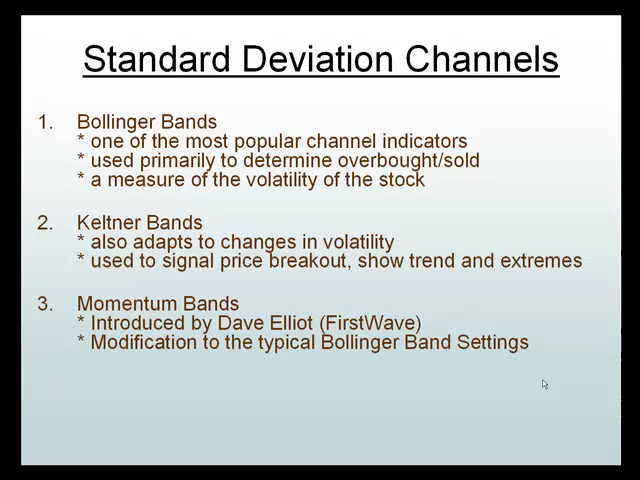 Standard Deviation Channels
1. Bollinger Bands
* one of the most popular channel indicators
* used primarily to determine overbought/sold
* a measure of the volatility of the stock
2. Keltner Bands
* also adapts to changes in volatility
* used to signal price breakout, show trend and extremes
3. Momentum Bands
* Introduced by Dave Elliot (FirstWave)
* Modification to the typical Bollinger Band Settings